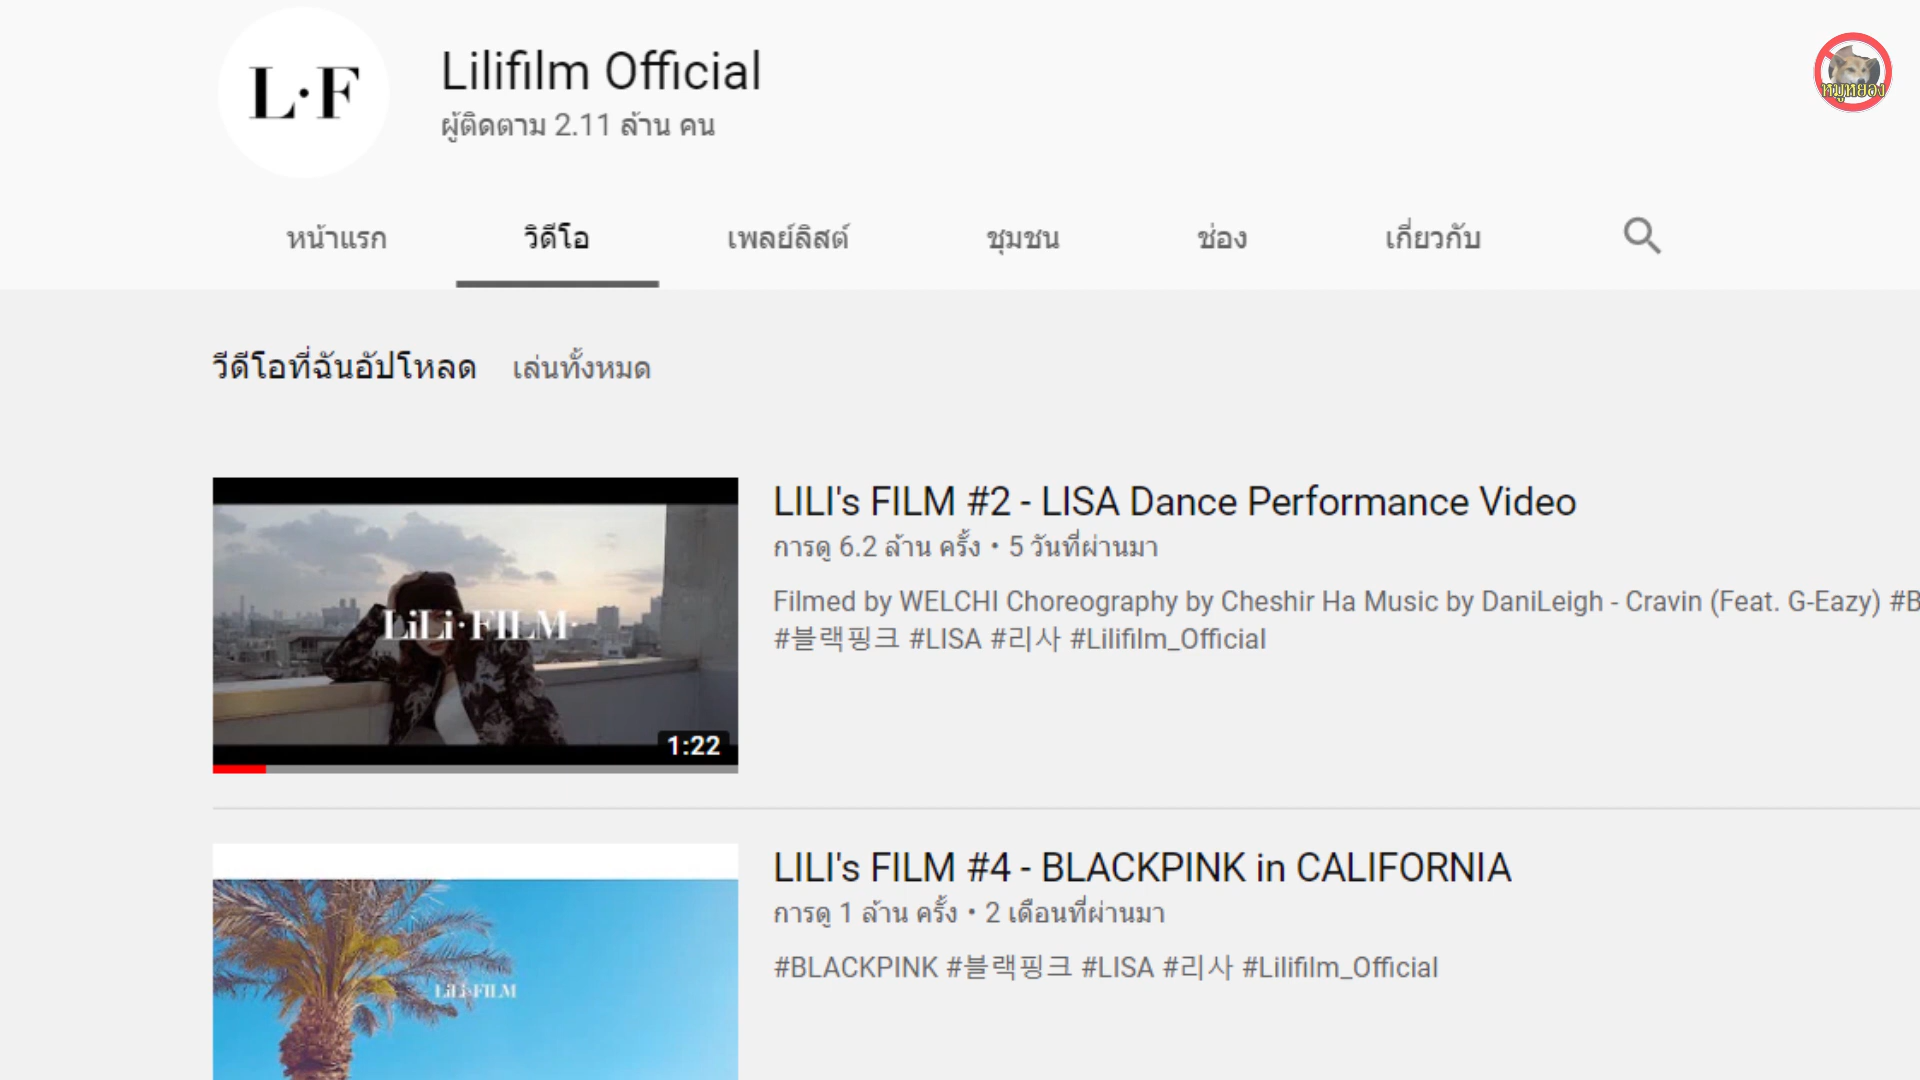 L·F
Lilifilm Official
ผู้ติดตาม 2.11 ล้าน คน
หมูหยอง
หน้าแรก
วิดีโอ
เพลย์ลิสต์
ชุมชน
ช่อง
เกี่ยวกับ
วีดีโอที่ฉันอัปโหลด เล่นทั้งหมด
LiLi·FILM·
1:22
LILI's FILM #2 - LISA Dance Performance Video
การดู 6.2 ล้าน ครั้ง • 5 วันที่ผ่านมา
Filmed by WELCHI Choreography by Cheshir Ha Music by DaniLeigh - Cravin (Feat. G-Eazy) #B
#블랙핑크 #LISA #리사 #Lilifilm_Official
LiLi·FILM
LILI's FILM #4 - BLACKPINK in CALIFORNIA
การดู 1 ล้าน ครั้ง • 2 เดือนที่ผ่านมา
#BLACKPINK #블랙핑크 #LISA #리사 #Lilifilm_Official